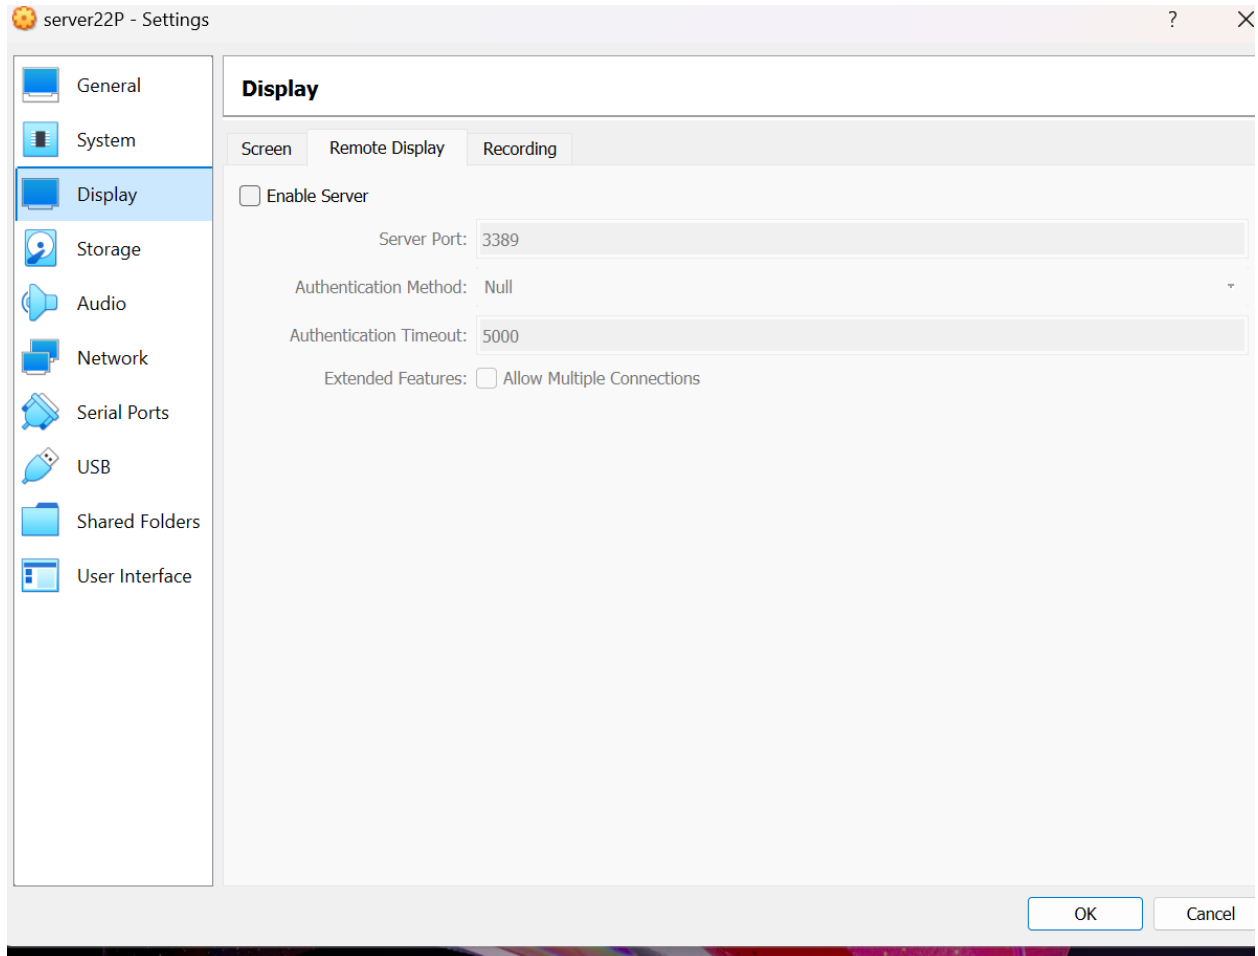 server22P - Settings
?
General
System
Display
Storage
Audio
Network
Serial Ports
USB
Shared Folders
User Interface
Display
Screen
Remote Display
Recording
Enable Server
Server Port: 3389
Authentication Method: Null
Authentication Timeout: 5000
Extended Features: Allow Multiple Connections
OK
Cancel